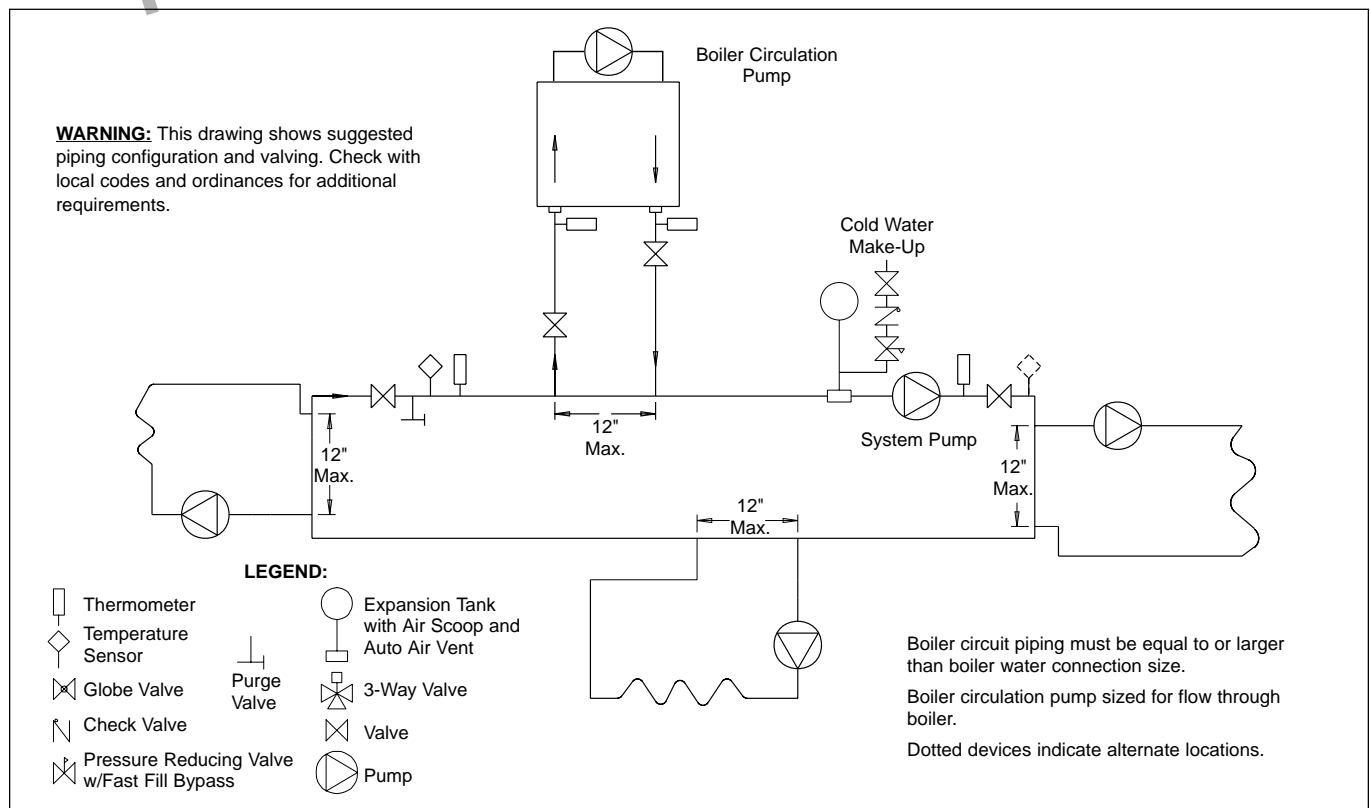 Boiler Circulation
Pump
WARNING: This drawing shows suggested
piping configuration and valving. Check with
local codes and ordinances for additional
requirements.
Cold Water
Make-Up
12"
Max.
System Pump
12"
Max.
12"
Max.
12"
Max.
LEGEND:
Thermometer
Temperature
Sensor
Globe Valve
Check Valve
Pressure Reducing Valve
w/Fast Fill Bypass
Purge
Valve
Expansion Tank
with Air Scoop and
Auto Air Vent
3-Way Valve
Valve
Pump
Boiler circuit piping must be equal to or larger
than boiler water connection size.
Boiler circulation pump sized for flow through
boiler.
Dotted devices indicate alternate locations.